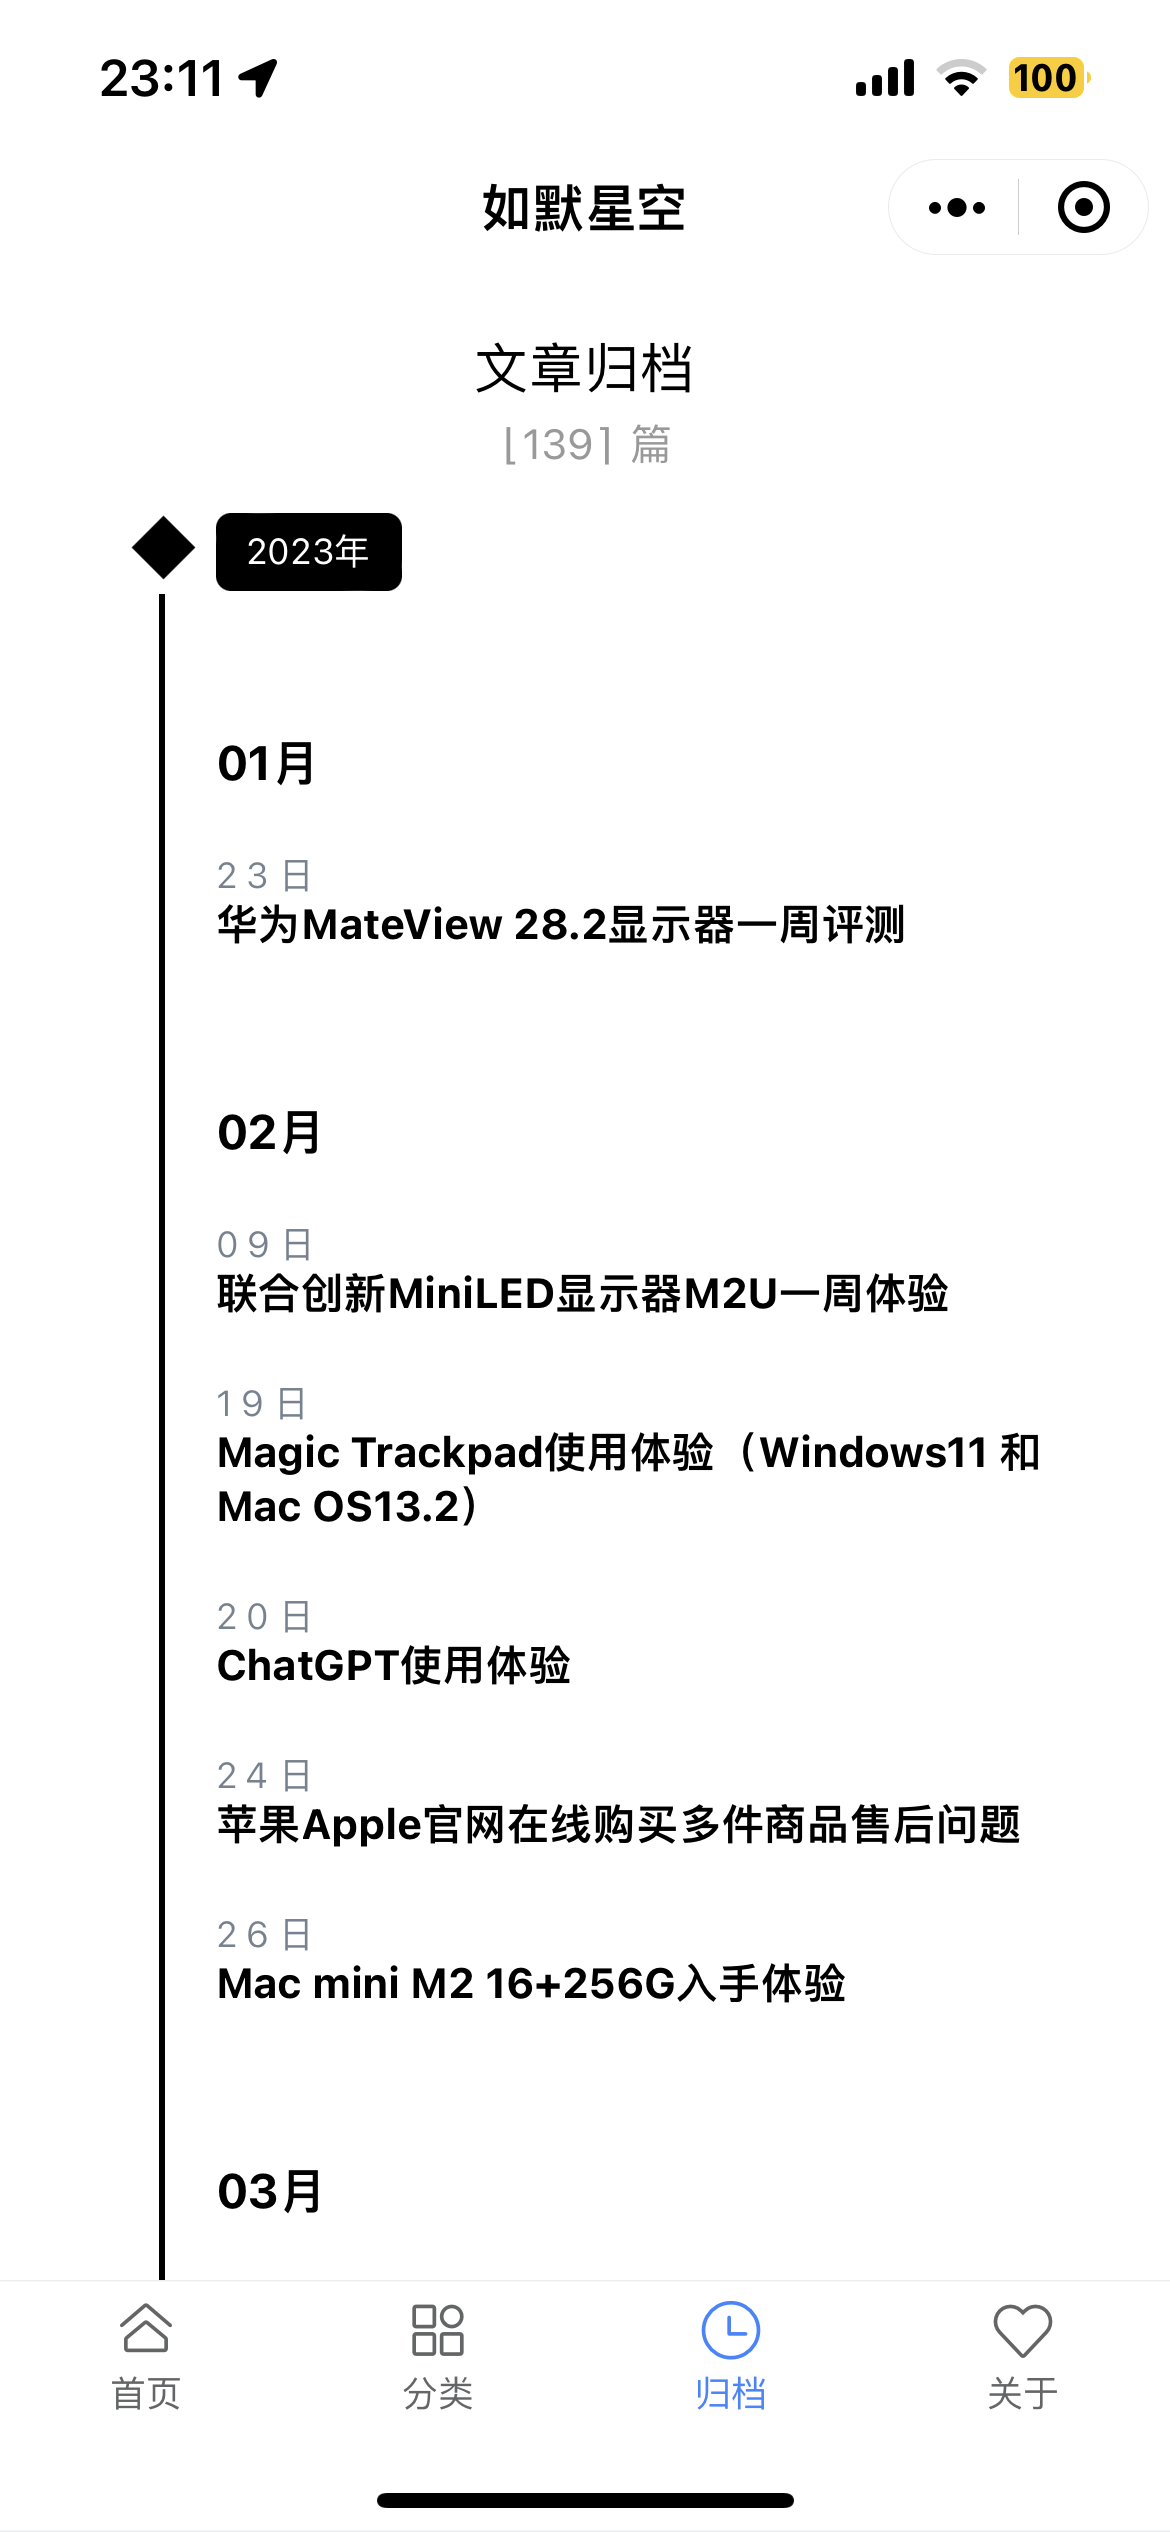 23:11
100
如默星空
文章归档
[139] 篇
2023年
01月
23日
华为MateView 28.2显示器一周评测
02月
09日
联合创新MiniLED显示器M2U一周体验
19日
Magic Trackpad使用体验（Windows11 和
Mac OS13.2）
20日
ChatGPT使用体验
24日
苹果Apple官网在线购买多件商品售后问题
26日
Mac mini M2 16+256G入手体验
03月
首页 分类 归档 关于